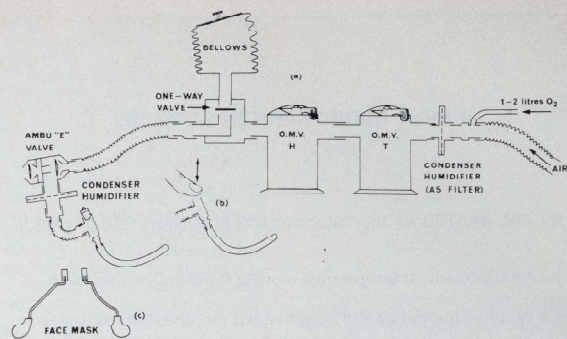 BELLOWS
(a)
ONE-WAY
VALVE
1-2 litres O2
O.M.V.
H
O.M.V.
T
AMBU "E"
VALVE
CONDENSER
HUMIDIFIER
(AS FILTER)
AIR
CONDENSER
HUMIDIFIER
(b)
FACE MASK
(c)